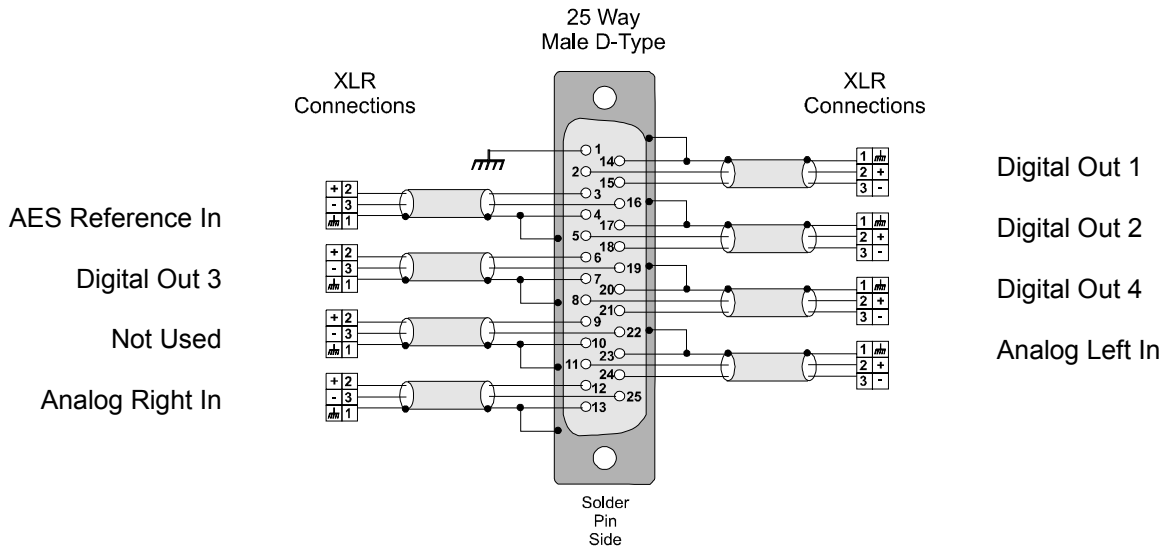 25 Way
Male D-Type
XLR
Connections
XLR
Connections
1
14
2
15
3
16
4
17
5
18
6
19
7
20
8
21
9
22
10
23
11
24
12
25
13
+ 2
- 3
1
AES Reference In
+ 2
- 3
1
Digital Out 3
+ 2
- 3
1
Not Used
+ 2
- 3
1
Analog Right In
1
2 +
3 -
Digital Out 1
1
2 +
3 -
Digital Out 2
1
2 +
3 -
Digital Out 4
1
2 +
3 -
Analog Left In
Solder
Pin
Side